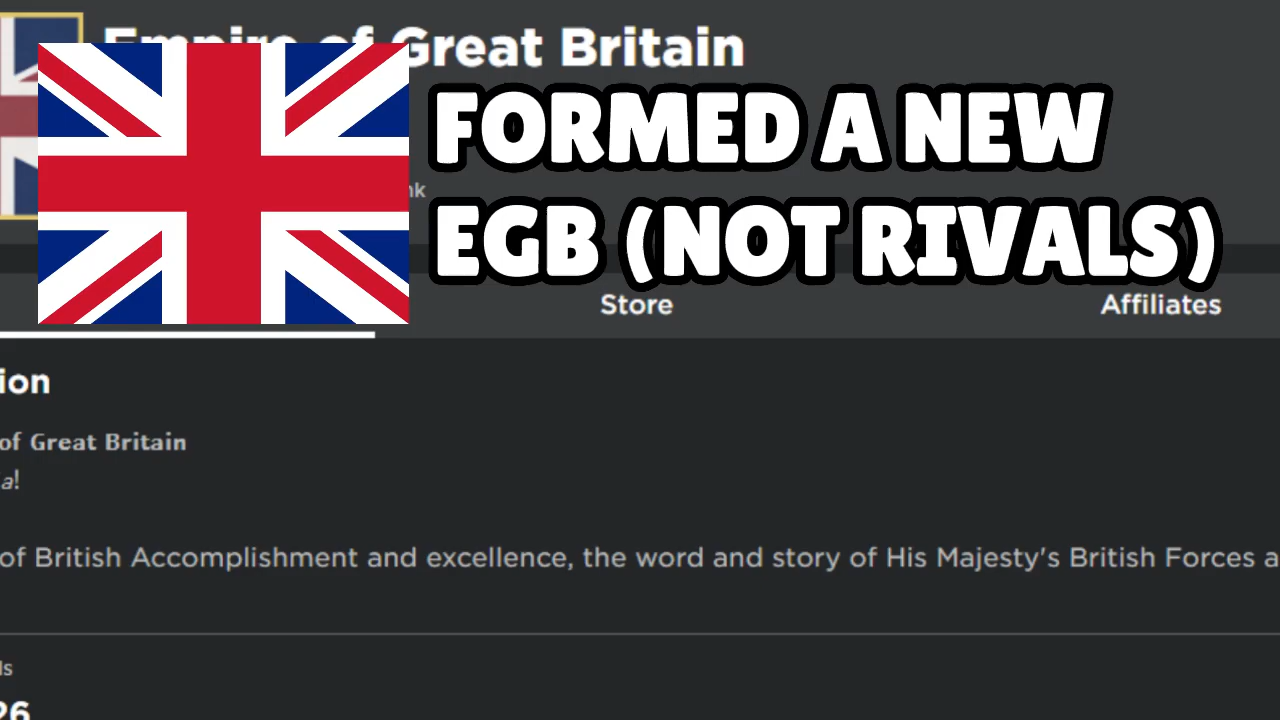 Empire of Great Britain
FORMED A NEW
EGB (NOT RIVALS)
Store
Affiliates
of Great Britain
of British Accomplishment and excellence, the word and story of His Majesty's British Forces